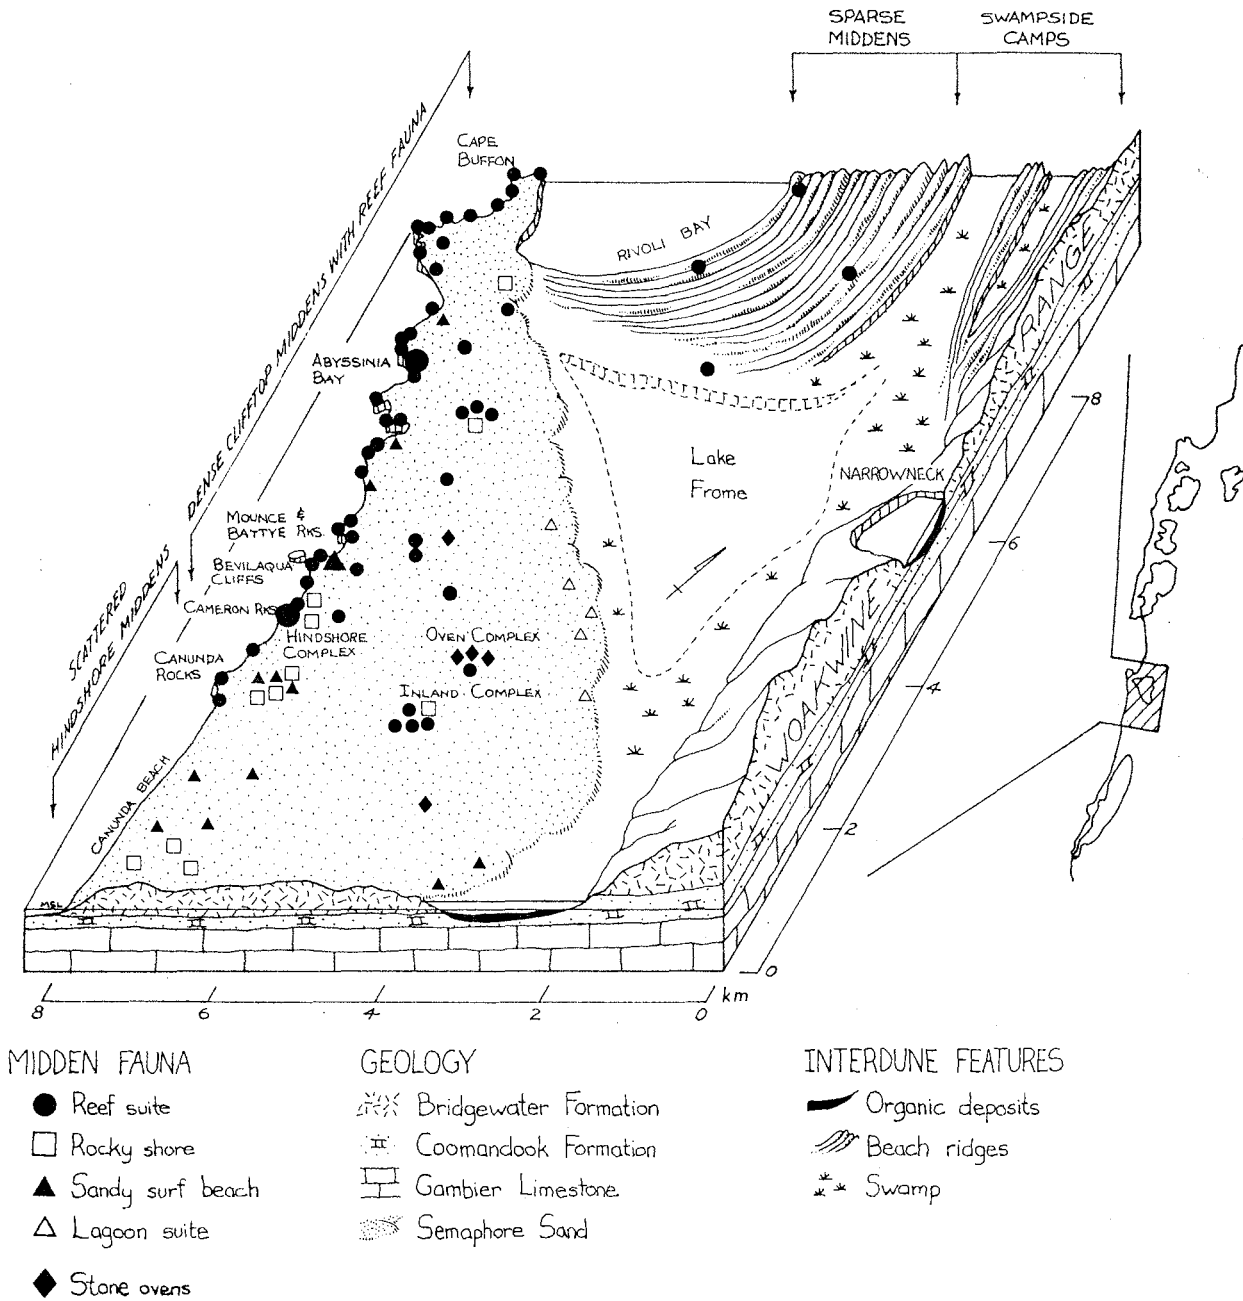 SPARSE
MIDDENS
SWAMPSIDE
CAMPS
DENSE CLIFFTOP MIDDENS WITH REEF FAUNA
SCATTERED
HINDSHORE MIDDENS
CAPE
BUFFON
RIVOLI BAY
ABYSSINIA
BAY
Lake
Frome
NARROWNECK
WOAKWINE RANGE
MOUNCE &
BATTYE RKS.
BEVILAQUA
CLIFFS
CAMERON RKS
HINDSHORE
COMPLEX
OVEN COMPLEX
CANUNDA
ROCKS
INLAND COMPLEX
CANUNDA BEACH
MSL
8
6
4
2
0
8 6 4 2 0 km
MIDDEN FAUNA
Reef suite
Rocky shore
Sandy surf beach
Lagoon suite
Stone ovens
GEOLOGY
Bridgewater Formation
Coomandook Formation
Gambier Limestone
Semaphore Sand
INTERDUNE FEATURES
Organic deposits
Beach ridges
Swamp